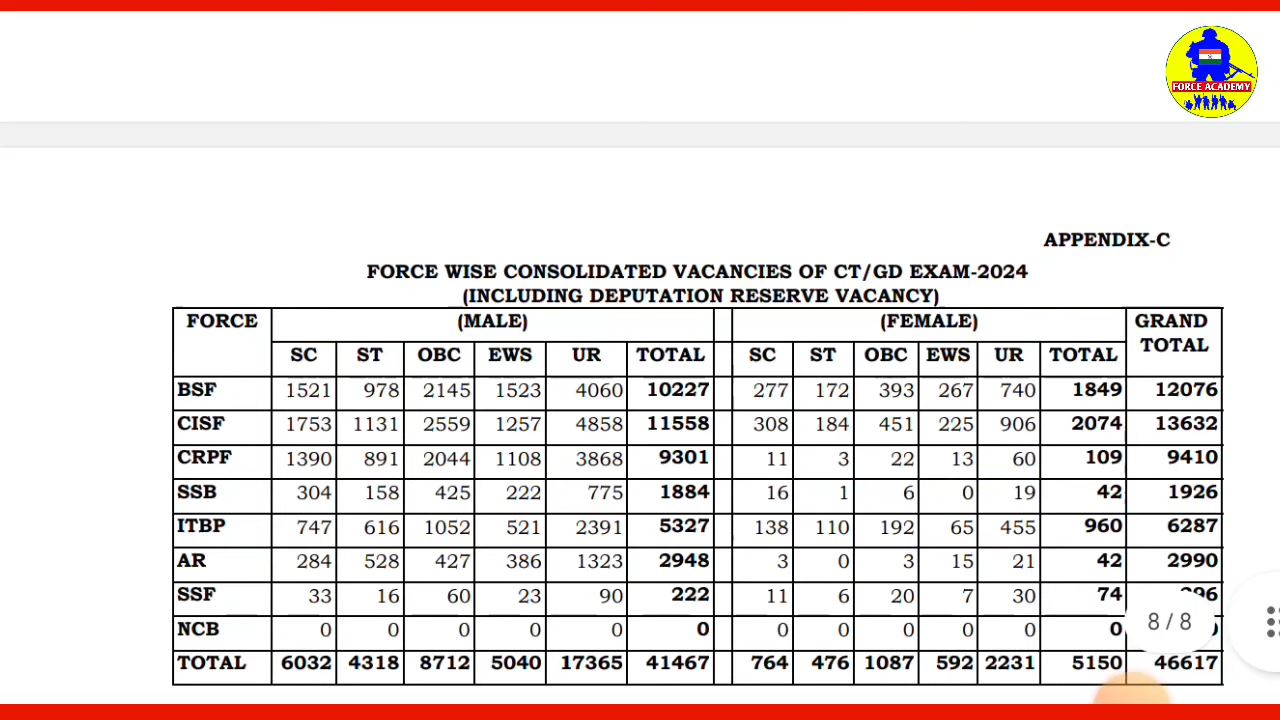 FORCE ACADEMY
APPENDIX-C
FORCE WISE CONSOLIDATED VACANCIES OF CT/GD EXAM-2024
(INCLUDING DEPUTATION RESERVE VACANCY)
FORCE (MALE) (FEMALE) GRAND TOTAL
SC ST OBC EWS UR TOTAL SC ST OBC EWS UR TOTAL
BSF 1521 978 2145 1523 4060 10227 277 172 393 267 740 1849 12076
CISF 1753 1131 2559 1257 4858 11558 308 184 451 225 906 2074 13632
CRPF 1390 891 2044 1108 3868 9301 11 3 22 13 60 109 9410
SSB 304 158 425 222 775 1884 16 1 6 0 19 42 1926
ITBP 747 616 1052 521 2391 5327 138 110 192 65 455 960 6287
AR 284 528 427 386 1323 2948 3 0 3 15 21 42 2990
SSF 33 16 60 23 90 222 11 6 20 7 30 74
NCB 0 0 0 0 0 0 0 0 0 0 0 0
8 / 8
TOTAL 6032 4318 8712 5040 17365 41467 764 476 1087 592 2231 5150 46617